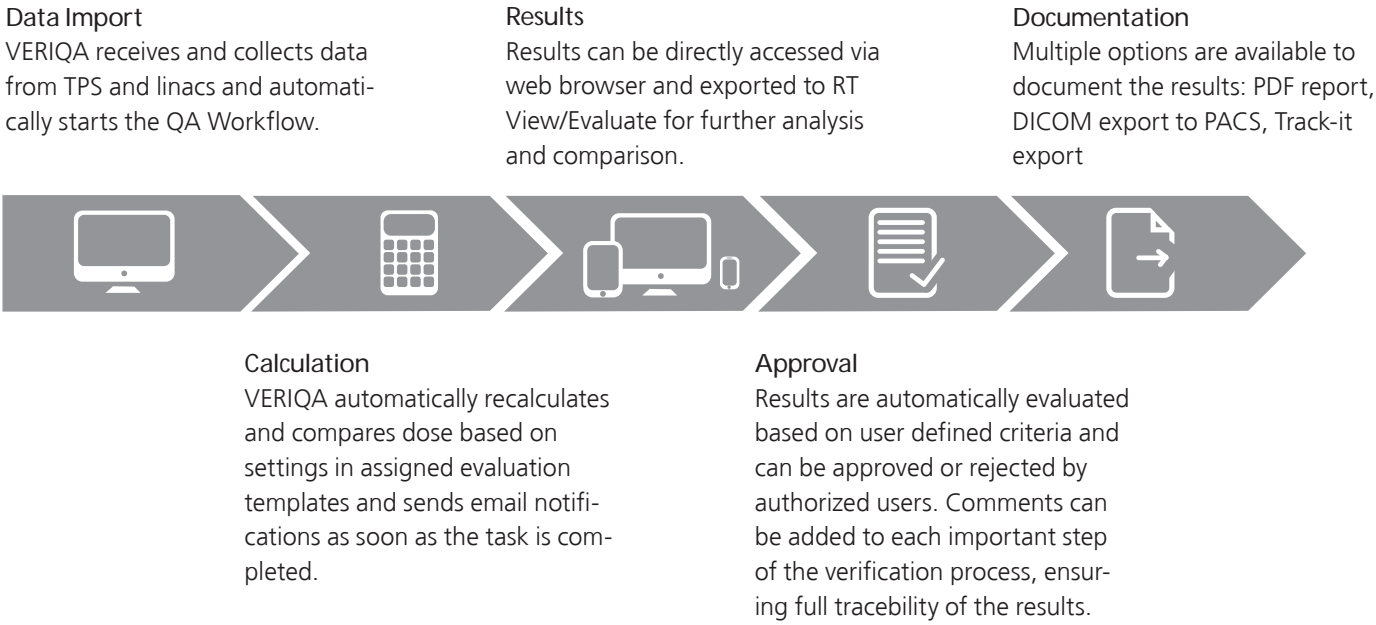 Data Import
VERIQA receives and collects data
from TPS and linacs and automati-
cally starts the QA Workflow.
Results
Results can be directly accessed via
web browser and exported to RT
View/Evaluate for further analysis
and comparison.
Documentation
Multiple options are available to
document the results: PDF report,
DICOM export to PACS, Track-it
export
Calculation
VERIQA automatically recalculates
and compares dose based on
settings in assigned evaluation
templates and sends email notifi-
cations as soon as the task is com-
pleted.
Approval
Results are automatically evaluated
based on user defined criteria and
can be approved or rejected by
authorized users. Comments can
be added to each important step
of the verification process, ensur-
ing full tracebility of the results.